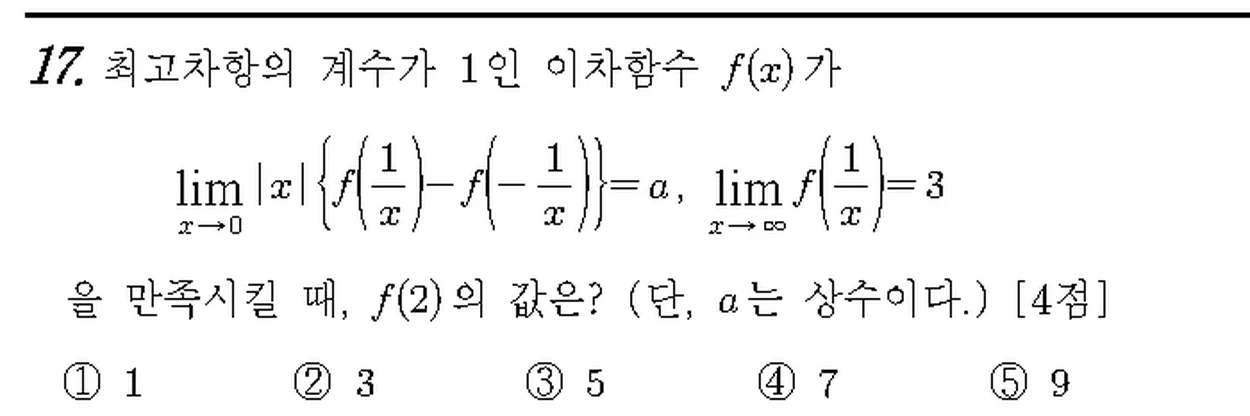 17. 최고차항의 계수가 1인 이차함수 f(x)가
lim_{x→0} |x| { f(1/x) - f(-1/x) } = a, lim_{x→∞} f(1/x) = 3
을 만족시킬 때, f(2)의 값은? (단, a는 상수이다.) [4점]
① 1 ② 3 ③ 5 ④ 7 ⑤ 9